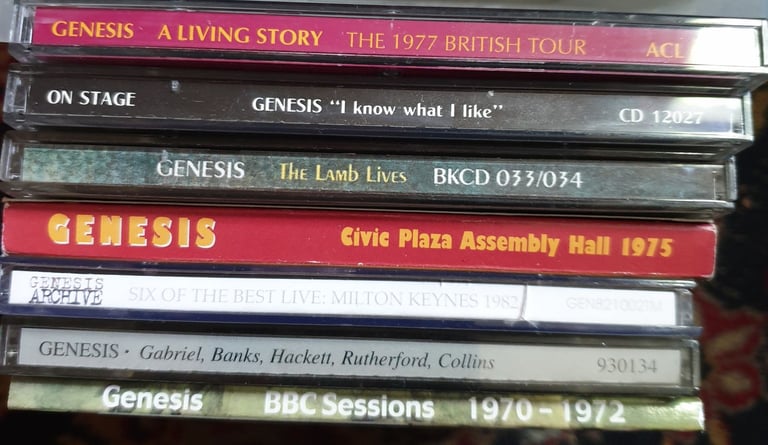 GENESIS A LIVING STORY THE 1977 BRITISH TOUR ACL
ON STAGE GENESIS "I know what I like" CD 12027
GENESIS The Lamb Lives BKCD 033/034
GENESIS Civic Plaza Assembly Hall 1975
GENESIS
ARCHIVE SIX OF THE BEST LIVE: MILTON KEYNES 1982
GENESIS · Gabriel, Banks, Hackett, Rutherford, Collins 930134
Genesis BBC Sessions 1970 - 1972